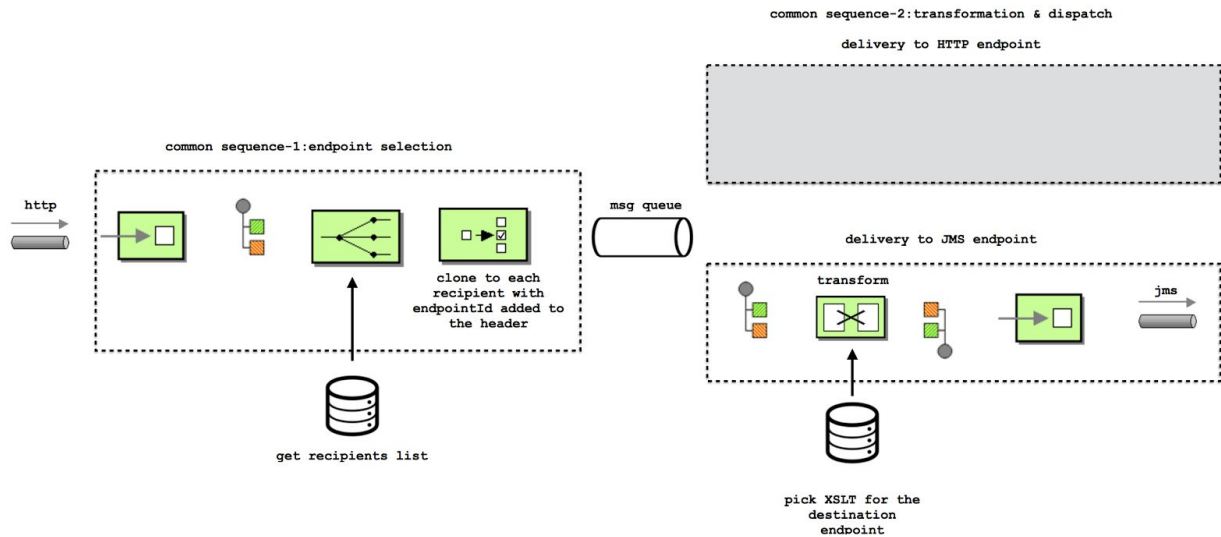 common sequence-2:transformation & dispatch
delivery to HTTP endpoint
common sequence-1:endpoint selection
http
clone to each
recipient with
endpointId added to
the header
get recipients list
msg queue
delivery to JMS endpoint
transform
jms
pick XSLT for the
destination
endpoint